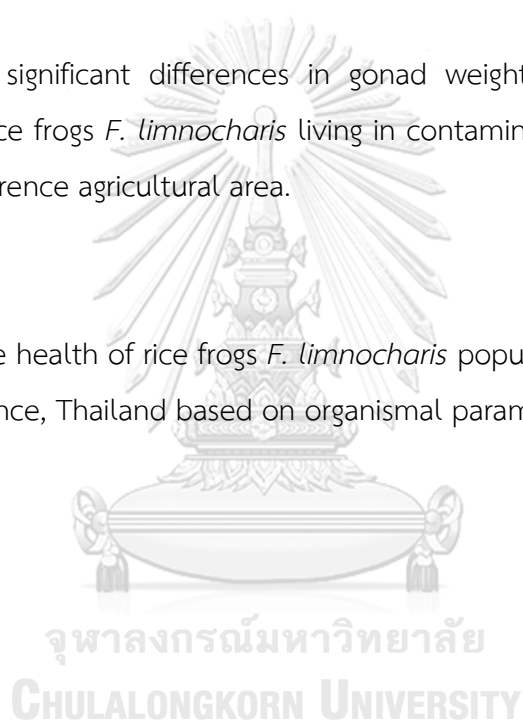 significant differences in gonad weight
ce frogs F. limnocharis living in contamin
rence agricultural area.
e health of rice frogs F. limnocharis popu
nce, Thailand based on organismal param
จุฬาลงกรณ์มหาวิทยาลัย
CHULALONGKORN UNIVERSITY